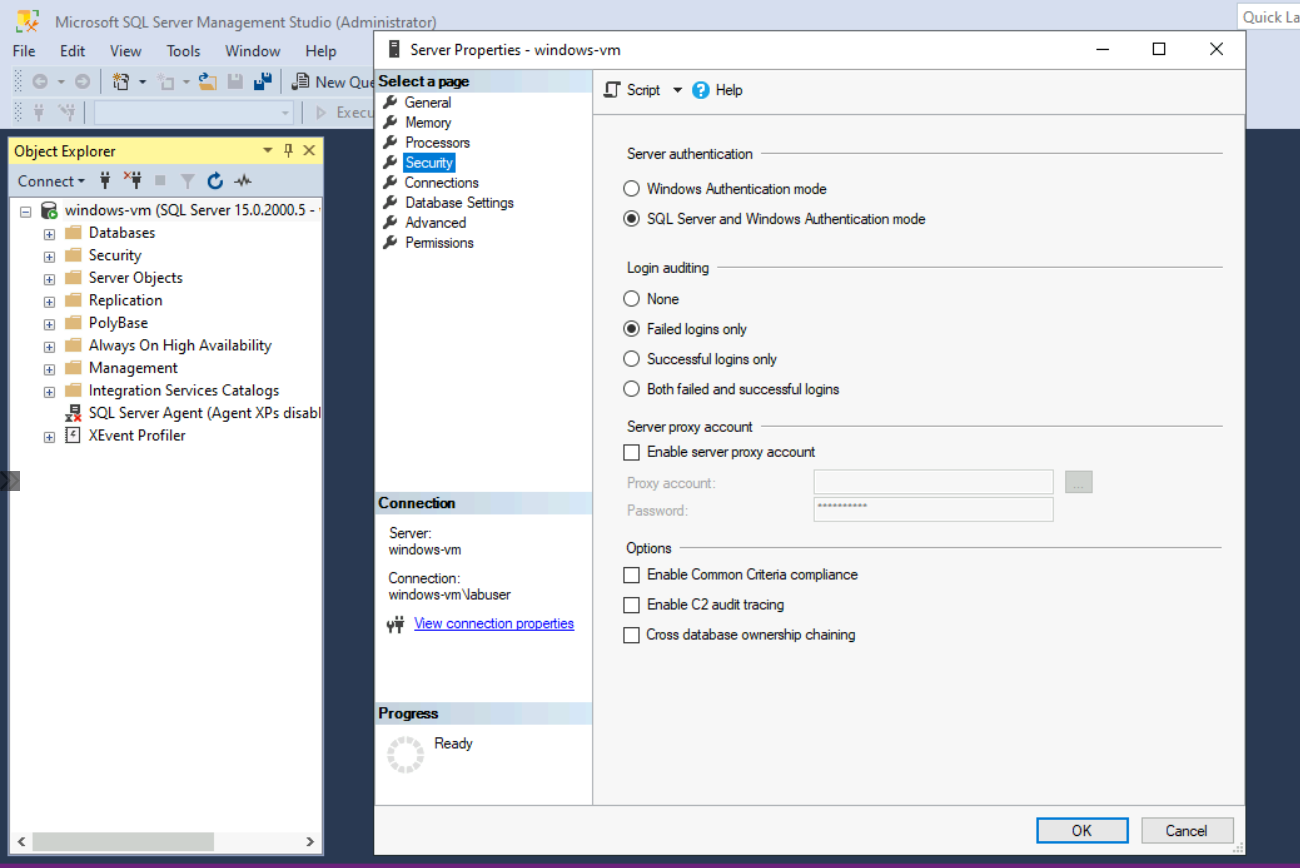 Microsoft SQL Server Management Studio (Administrator)
Quick La
File Edit View Tools Window Help
New Que
Execu
Object Explorer
Connect
windows-vm (SQL Server 15.0.2000.5 -
Databases
Security
Server Objects
Replication
PolyBase
Always On High Availability
Management
Integration Services Catalogs
SQL Server Agent (Agent XPs disabl
XEvent Profiler
Server Properties - windows-vm
Select a page
General
Memory
Processors
Security
Connections
Database Settings
Advanced
Permissions
Connection
Server:
windows-vm
Connection:
windows-vm\labuser
View connection properties
Progress
Ready
Script Help
Server authentication
Windows Authentication mode
SQL Server and Windows Authentication mode
Login auditing
None
Failed logins only
Successful logins only
Both failed and successful logins
Server proxy account
Enable server proxy account
Proxy account:
...
Password: **********
Options
Enable Common Criteria compliance
Enable C2 audit tracing
Cross database ownership chaining
OK Cancel